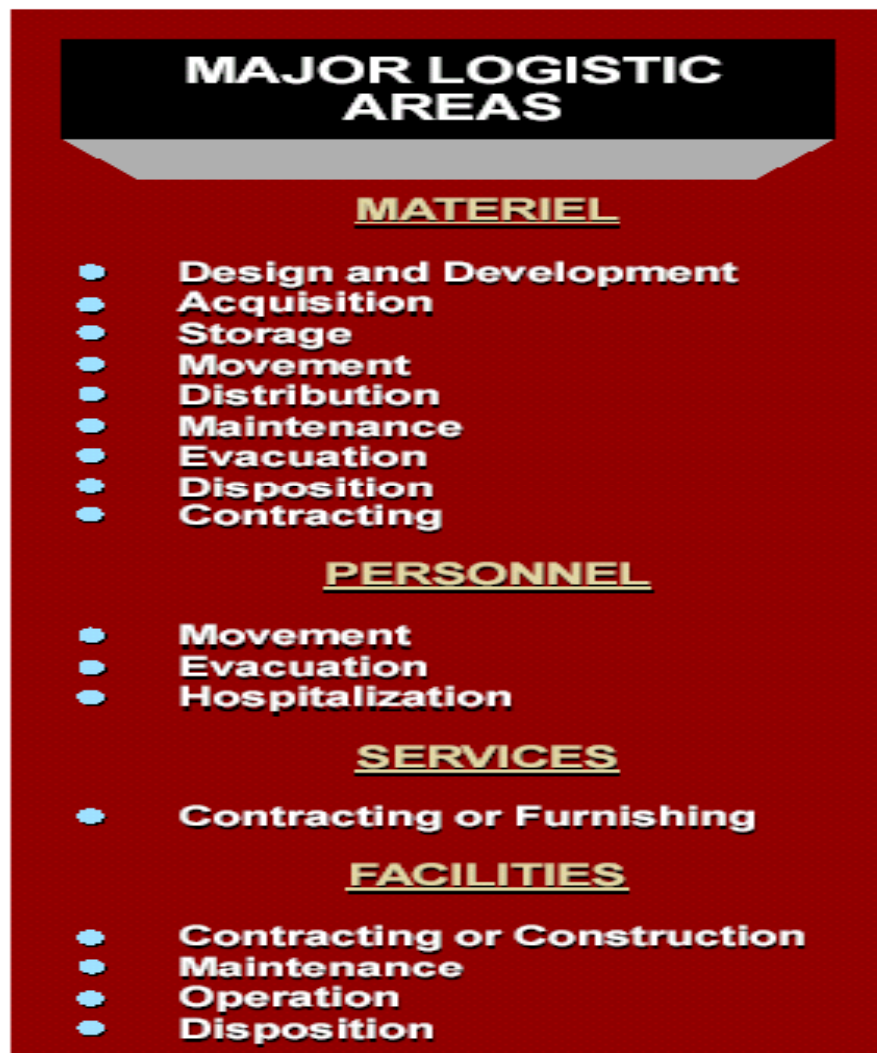 MAJOR LOGISTIC
AREAS
MATERIEL
Design and Development
Acquisition
Storage
Movement
Distribution
Maintenance
Evacuation
Disposition
Contracting
PERSONNEL
Movement
Evacuation
Hospitalization
SERVICES
Contracting or Furnishing
FACILITIES
Contracting or Construction
Maintenance
Operation
Disposition